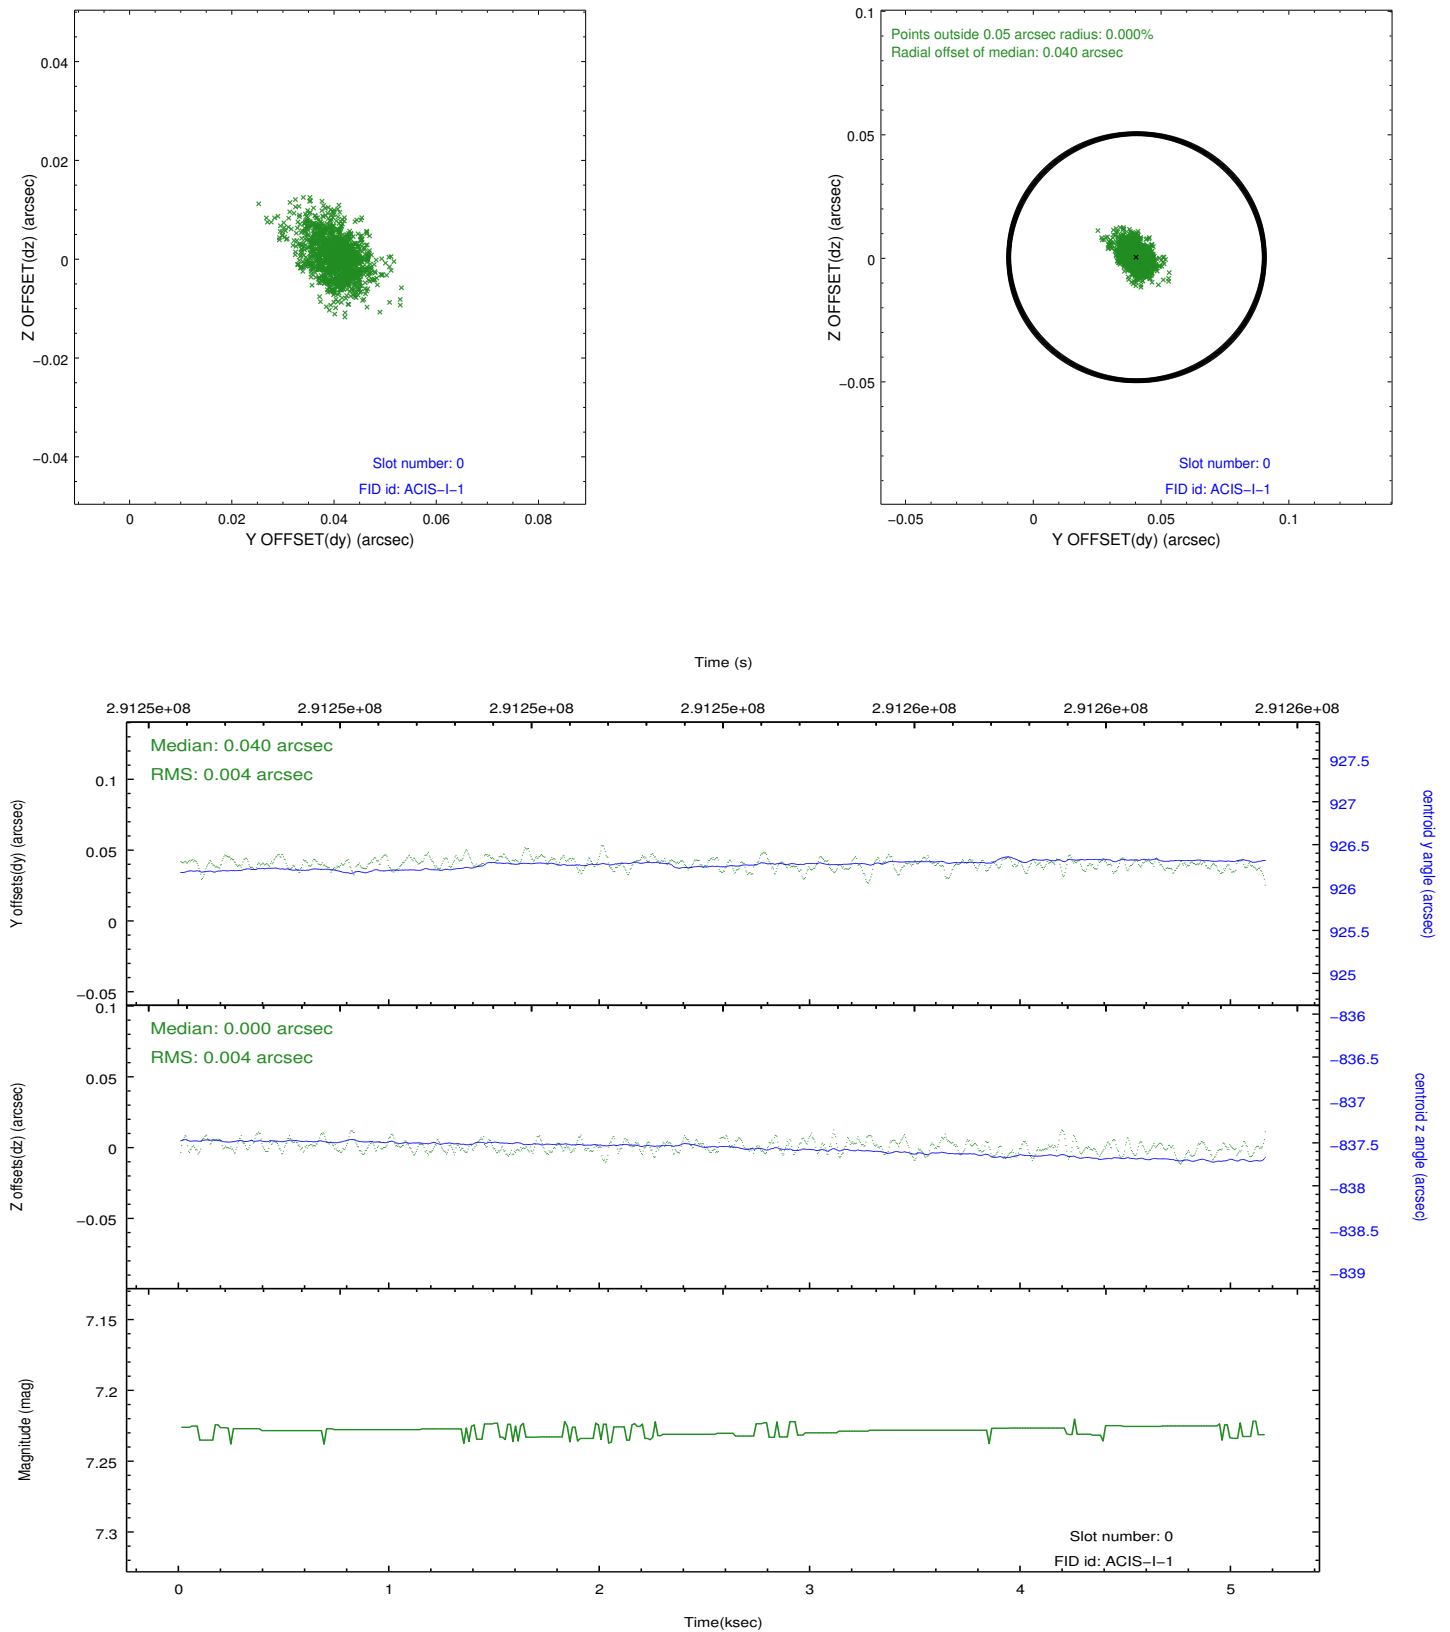 0.04
0.02
0
−0.02
−0.04
Z OFFSET(dz) (arcsec)
Slot number: 0
FID id: ACIS−I−1
0 0.02 0.04 0.06 0.08
Y OFFSET(dy) (arcsec)
Points outside 0.05 arcsec radius: 0.000%
Radial offset of median: 0.040 arcsec
0.1
0.05
0
−0.05
Z OFFSET(dz) (arcsec)
Slot number: 0
FID id: ACIS−I−1
−0.05 0 0.05 0.1
Y OFFSET(dy) (arcsec)
Time (s)
2.9125e+08 2.9125e+08 2.9125e+08 2.9125e+08 2.9126e+08 2.9126e+08 2.9126e+08
Median: 0.040 arcsec
RMS: 0.004 arcsec
0.1
0.05
0
−0.05
Y offsets(dy) (arcsec)
927.5
927
926.5
926
925.5
925
centroid y angle (arcsec)
Median: 0.000 arcsec
RMS: 0.004 arcsec
0.1
0.05
0
−0.05
Z offsets(dz) (arcsec)
−836
−836.5
−837
−837.5
−838
−838.5
−839
centroid z angle (arcsec)
7.15
7.2
7.25
7.3
Magnitude (mag)
Slot number: 0
FID id: ACIS−I−1
0 1 2 3 4 5
Time(ksec)